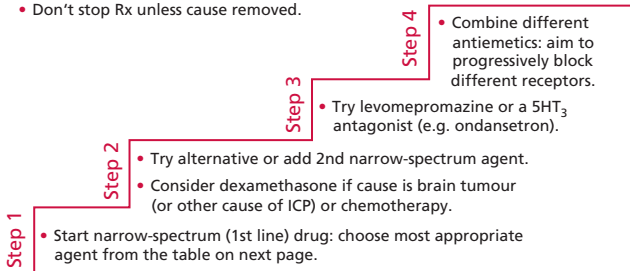 • Don't stop Rx unless cause removed.
Step 4
• Combine different
antiemetics: aim to
progressively block
different receptors.
Step 3
• Try levomepromazine or a 5HT₃
antagonist (e.g. ondansetron).
Step 2
• Try alternative or add 2nd narrow-spectrum agent.
• Consider dexamethasone if cause is brain tumour
(or other cause of ICP) or chemotherapy.
Step 1
• Start narrow-spectrum (1st line) drug: choose most appropriate
agent from the table on next page.